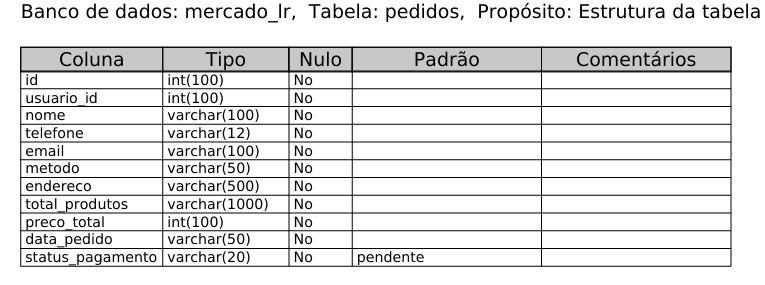 Banco de dados: mercado_lr, Tabela: pedidos, Propósito: Estrutura da tabela
Coluna Tipo Nulo Padrão Comentários
id int(100) No
usuario_id int(100) No
nome varchar(100) No
telefone varchar(12) No
email varchar(100) No
metodo varchar(50) No
endereco varchar(500) No
total_produtos varchar(1000) No
preco_total int(100) No
data_pedido varchar(50) No
status_pagamento varchar(20) No pendente